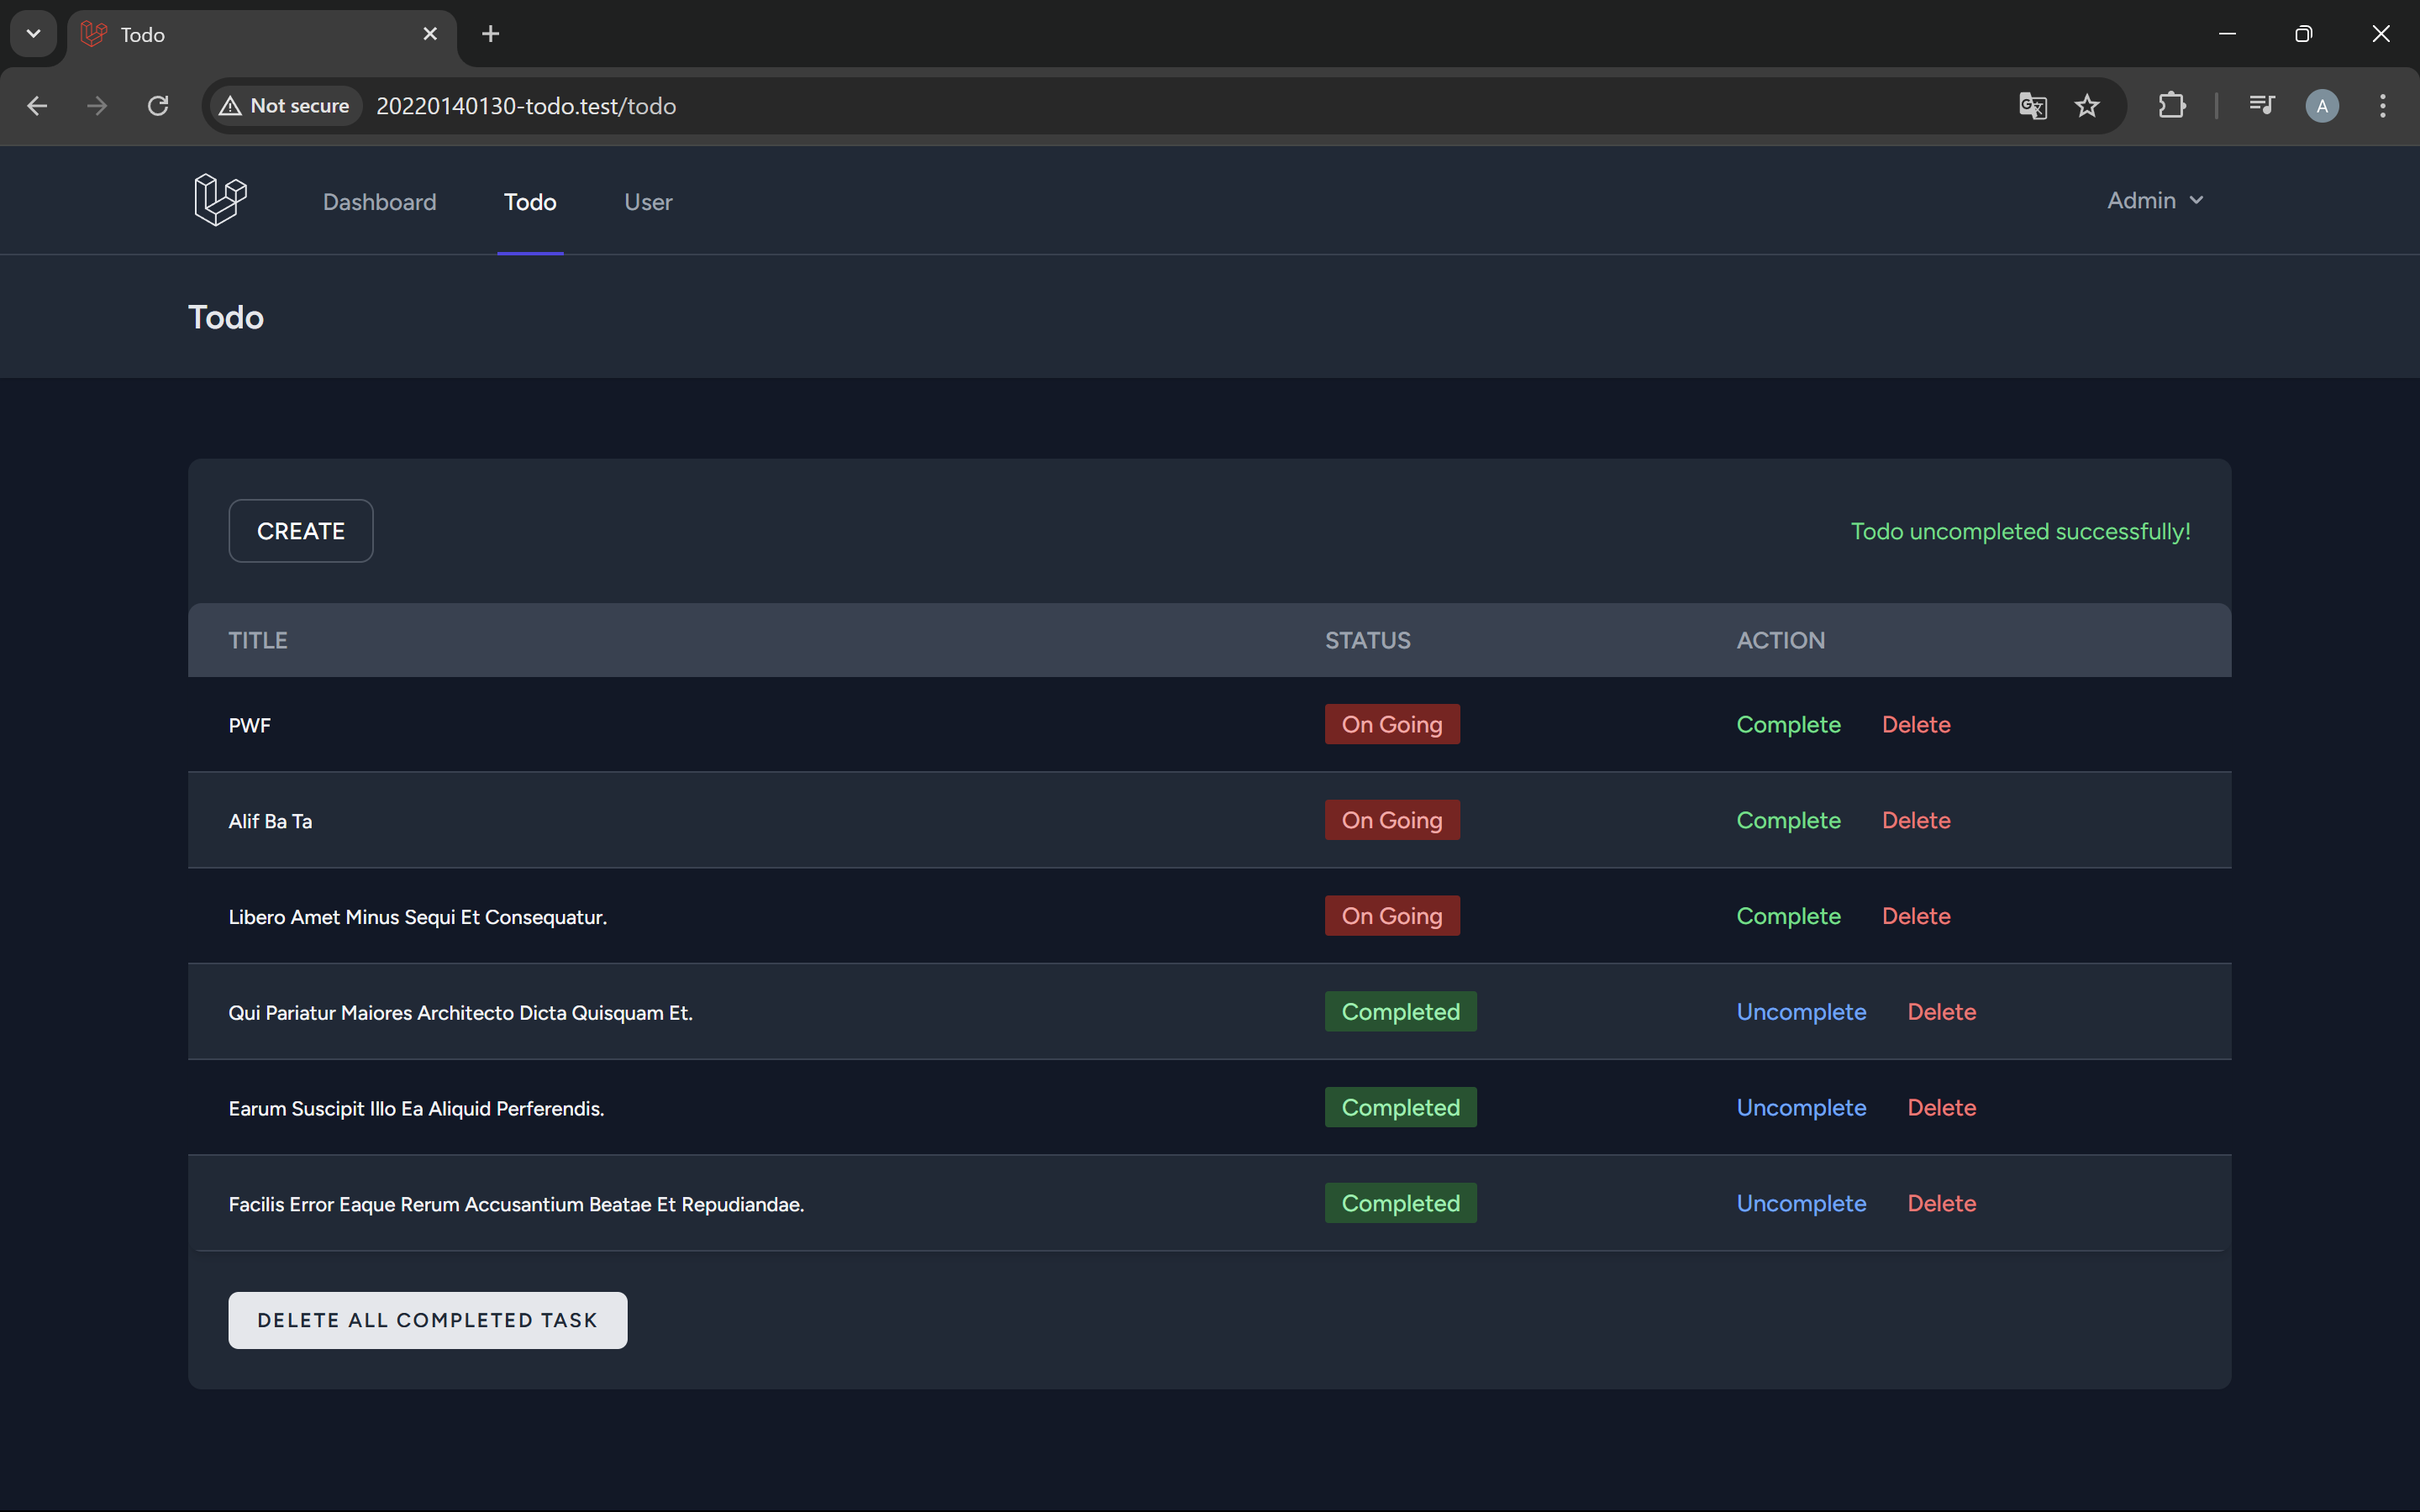 Todo
Not secure 20220140130-todo.test/todo A
Dashboard Todo User Admin
Todo
CREATE Todo uncompleted successfully!
TITLE STATUS ACTION
PWF On Going Complete Delete
Alif Ba Ta On Going Complete Delete
Libero Amet Minus Sequi Et Consequatur. On Going Complete Delete
Qui Pariatur Maiores Architecto Dicta Quisquam Et. Completed Uncomplete Delete
Earum Suscipit Illo Ea Aliquid Perferendis. Completed Uncomplete Delete
Facilis Error Eaque Rerum Accusantium Beatae Et Repudiandae. Completed Uncomplete Delete
DELETE ALL COMPLETED TASK